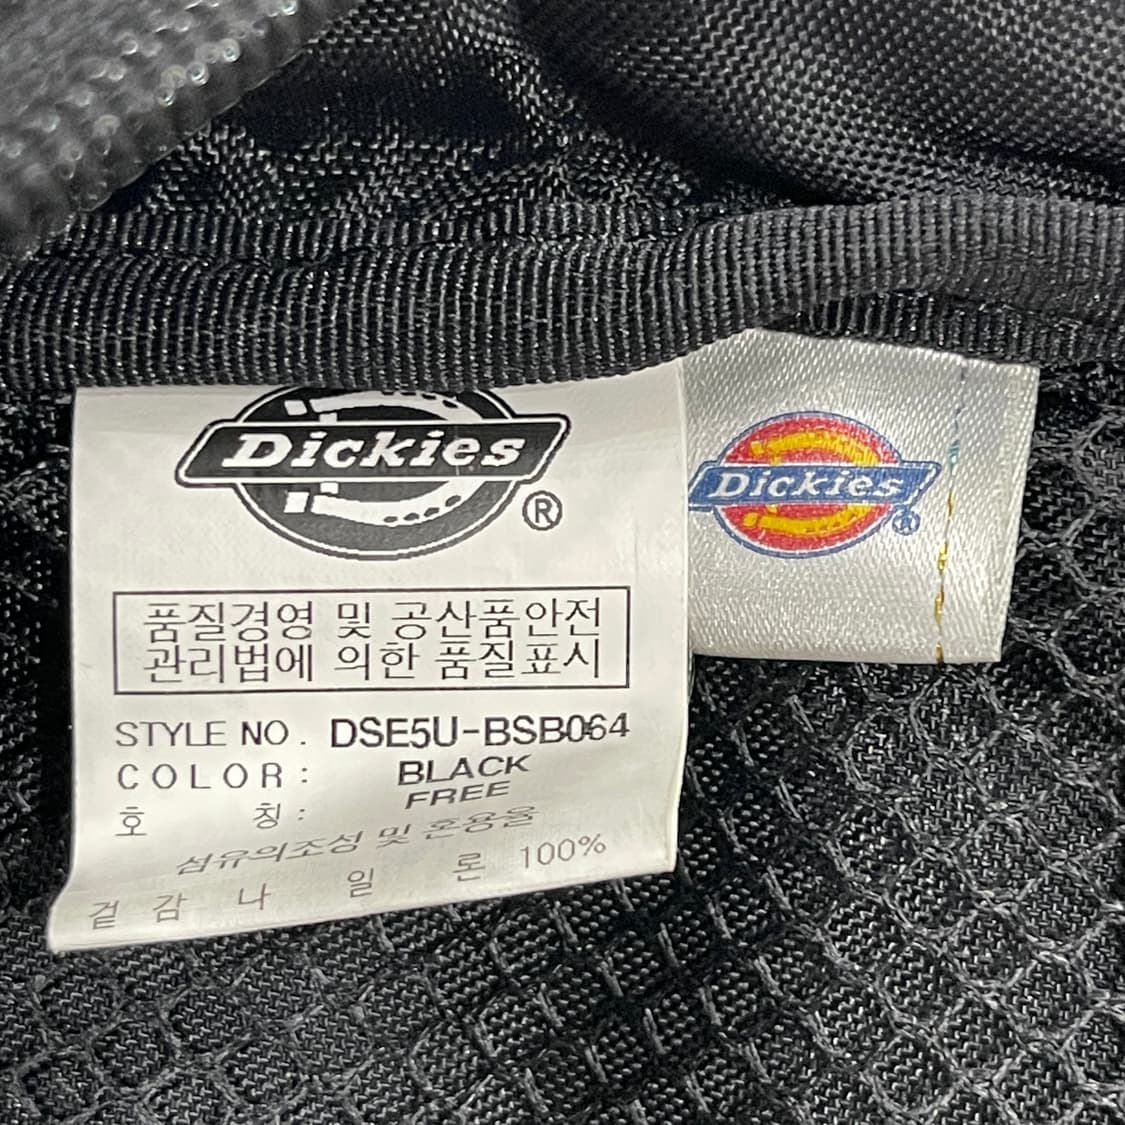 Dickies
®
Dickies
®
품질경영 및 공산품안전
관리법에 의한 품질표시
STYLE NO. DSE5U-BSB064
COLOR: BLACK
호 칭: FREE
섬유의조성 및 혼용율
겉 감 나 일 론 100%